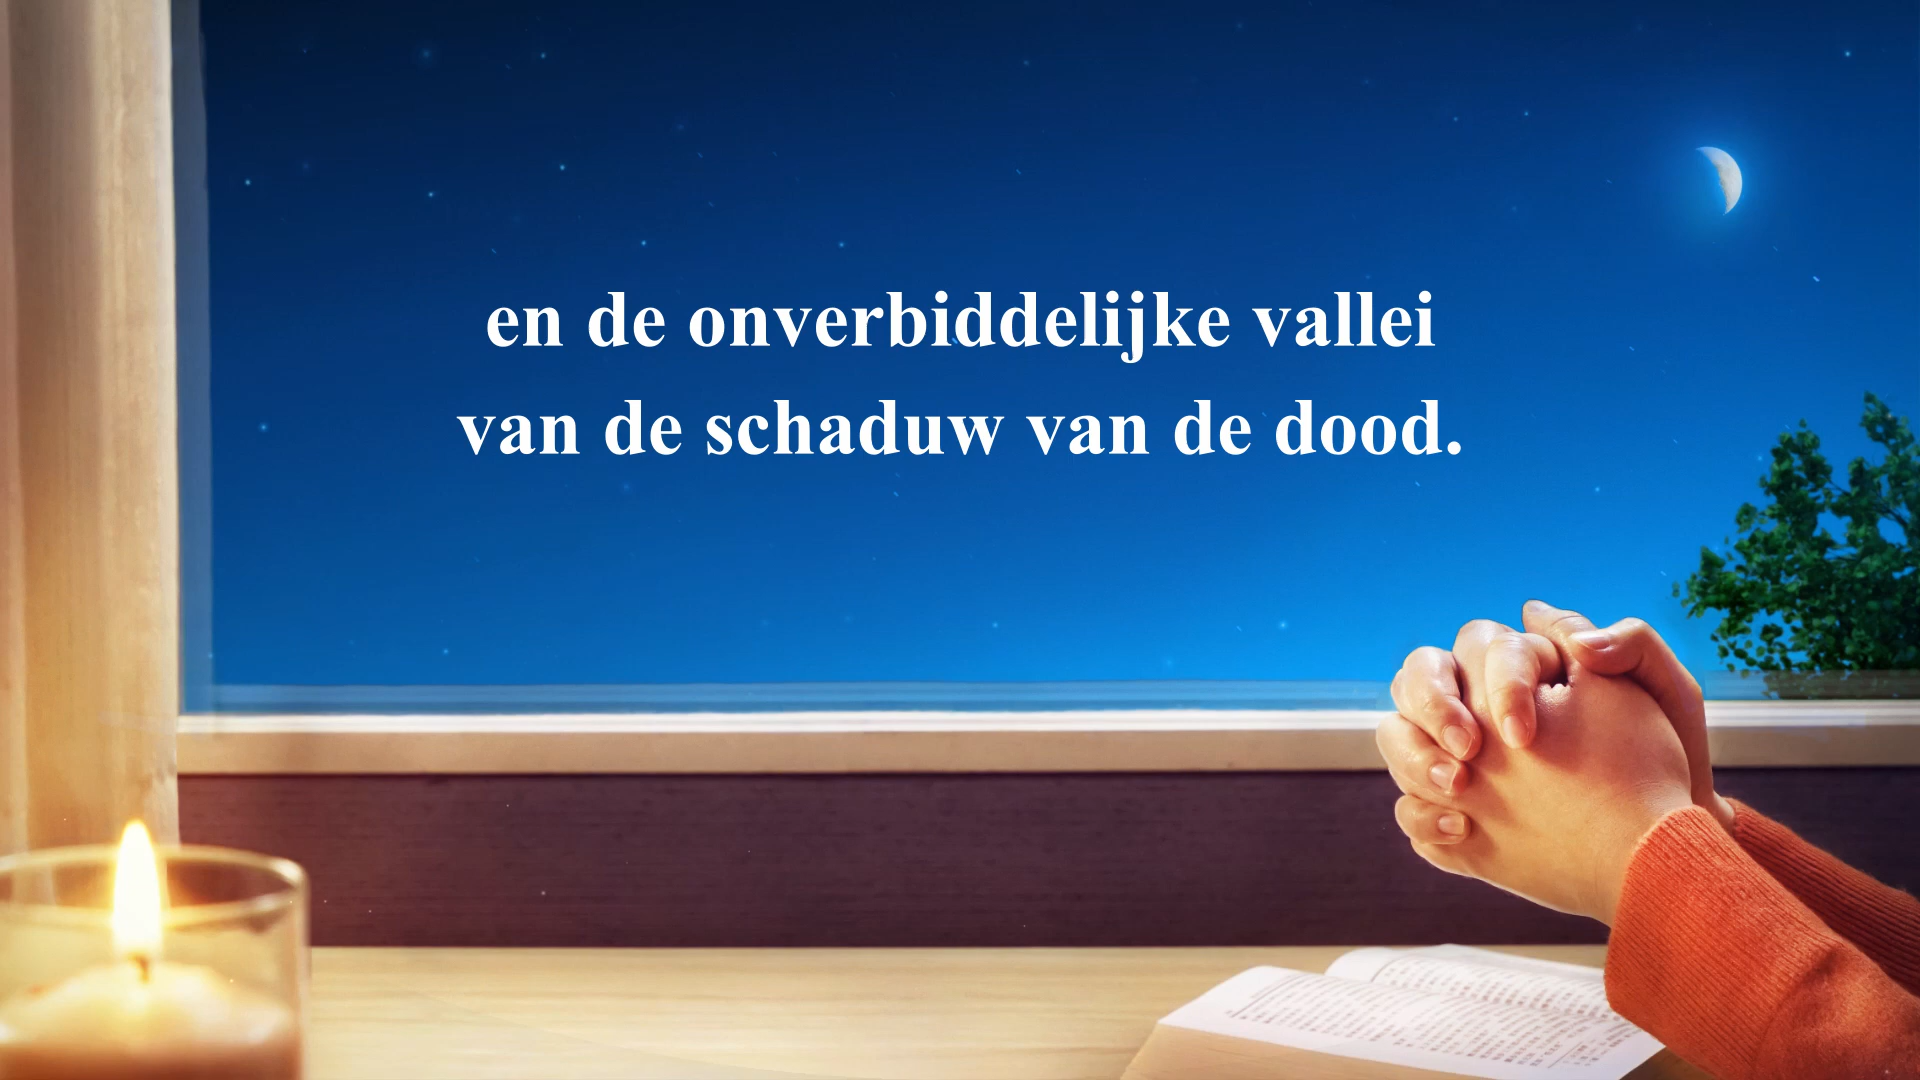 en de onverbiddelijke vallei
van de schaduw van de dood.